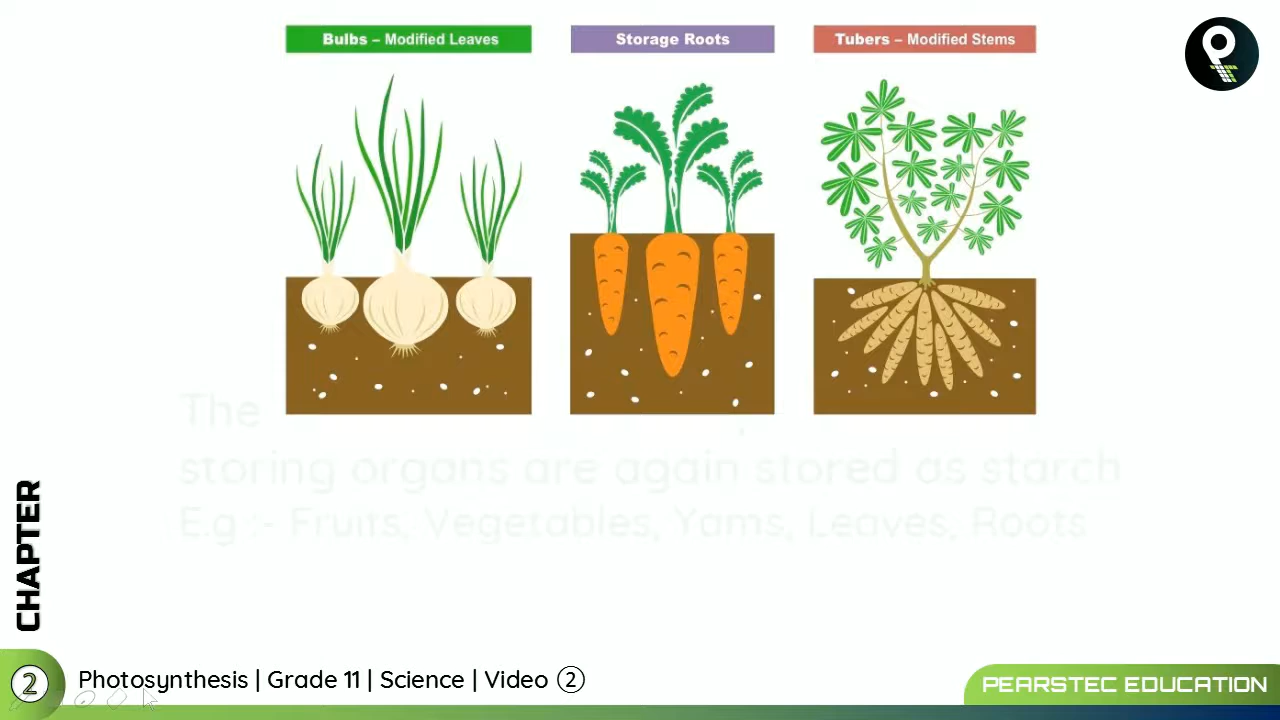 Bulbs – Modified Leaves
Storage Roots
Tubers – Modified Stems
The
storing organs are again stored as starch
E.g :- Fruits, Vegetables, Yams, Leaves, Roots
CHAPTER
2
Photosynthesis | Grade 11 | Science | Video ②
PEARSTEC EDUCATION